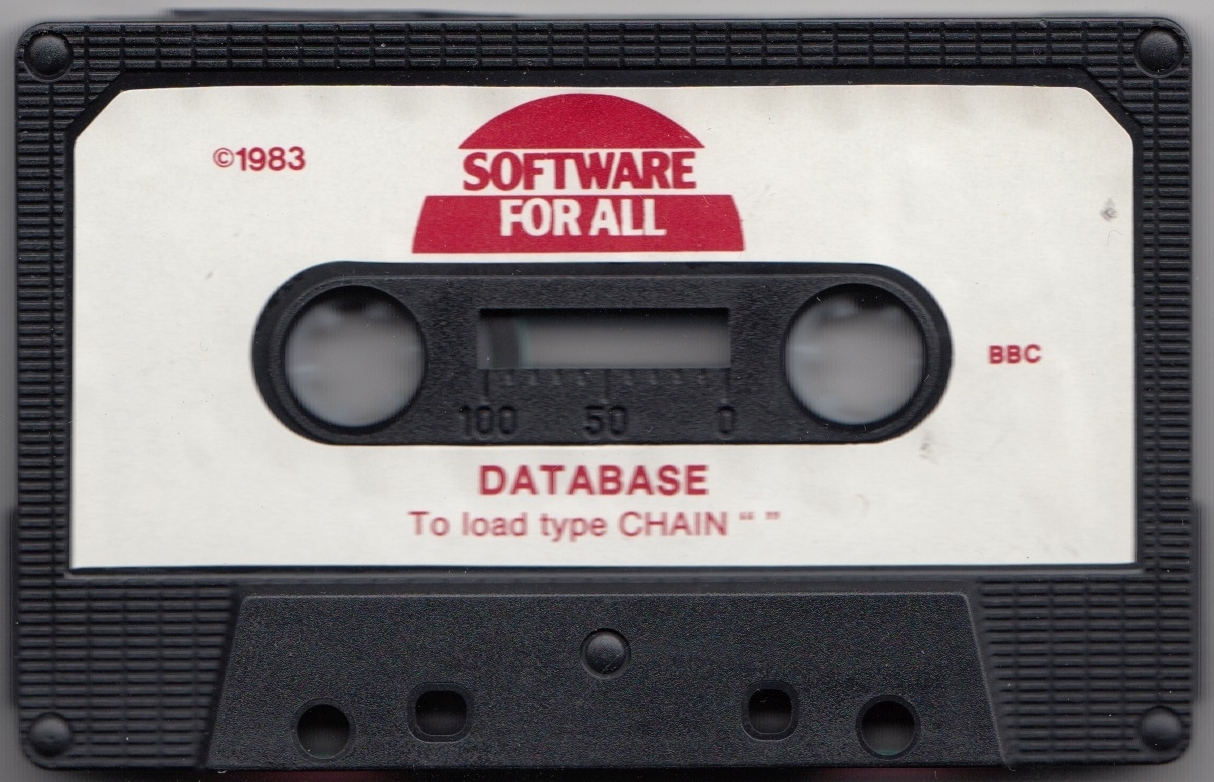 ©1983
SOFTWARE
FOR ALL
BBC
100 50 0
DATABASE
To load type CHAIN “ ”